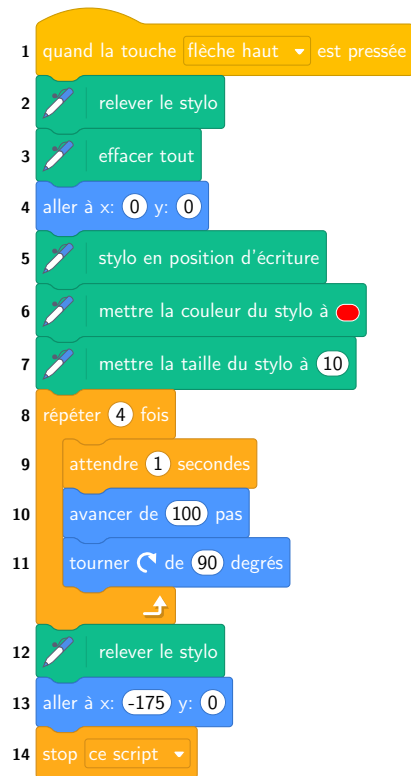 1 quand la touche flèche haut est pressée
2 relever le stylo
3 effacer tout
4 aller à x: 0 y: 0
5 stylo en position d'écriture
6 mettre la couleur du stylo à
7 mettre la taille du stylo à 10
8 répéter 4 fois
9 attendre 1 secondes
10 avancer de 100 pas
11 tourner de 90 degrés
12 relever le stylo
13 aller à x: -175 y: 0
14 stop ce script